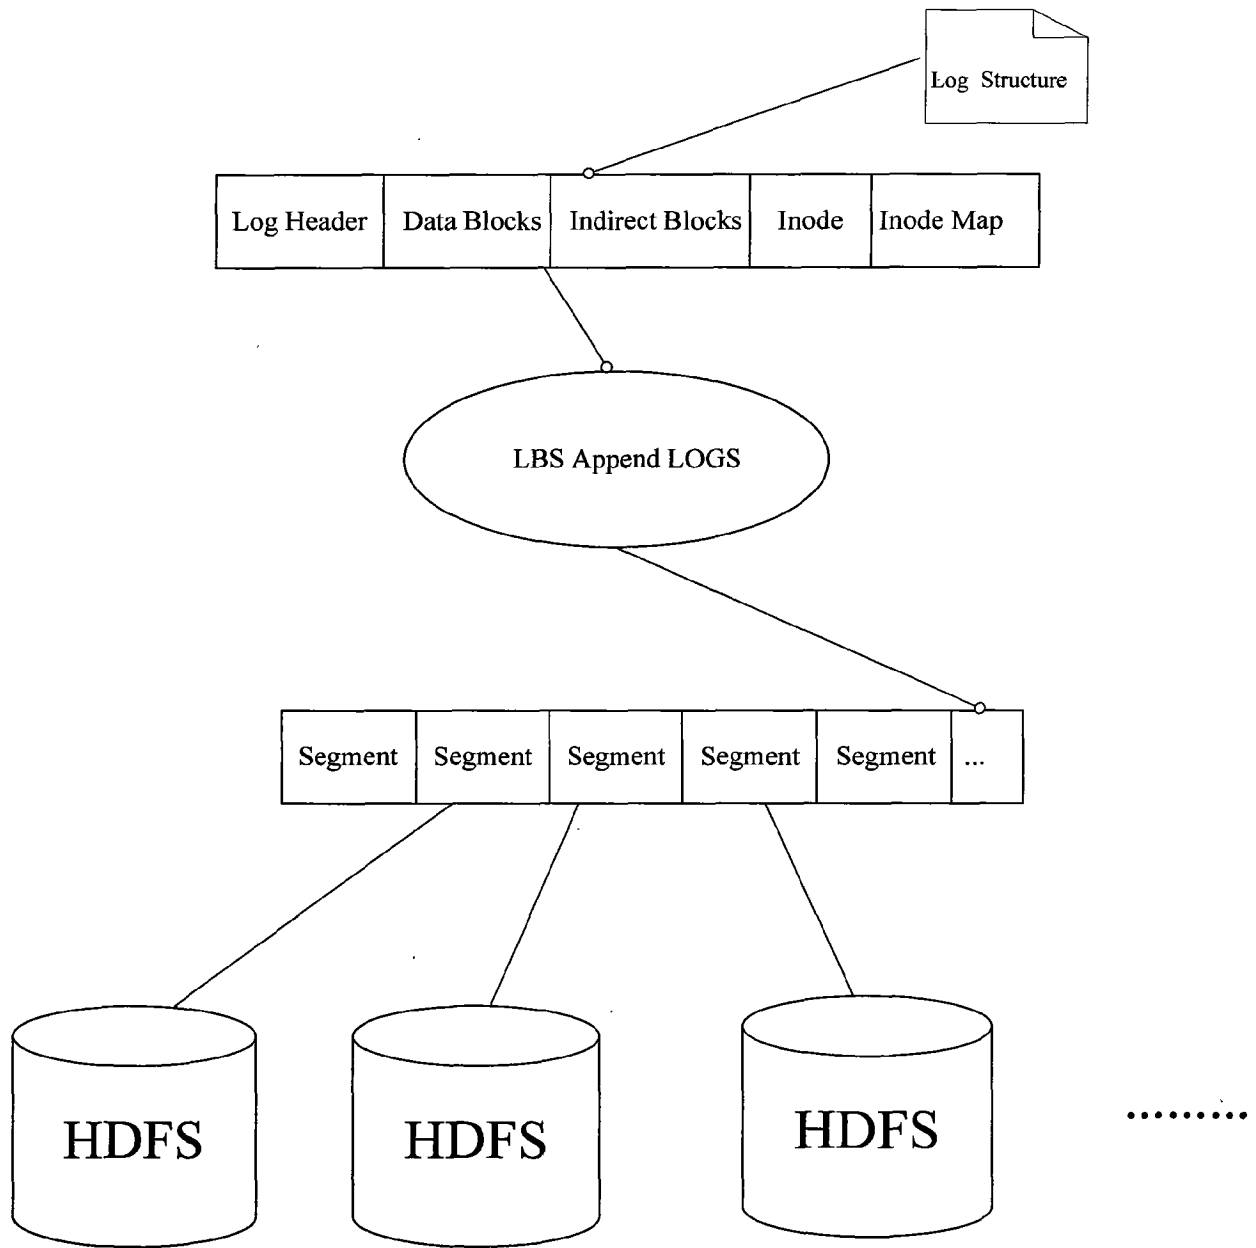 Log Structure
Log Header Data Blocks Indirect Blocks Inode Inode Map
LBS Append LOGS
Segment Segment Segment Segment Segment ...
HDFS HDFS HDFS .........